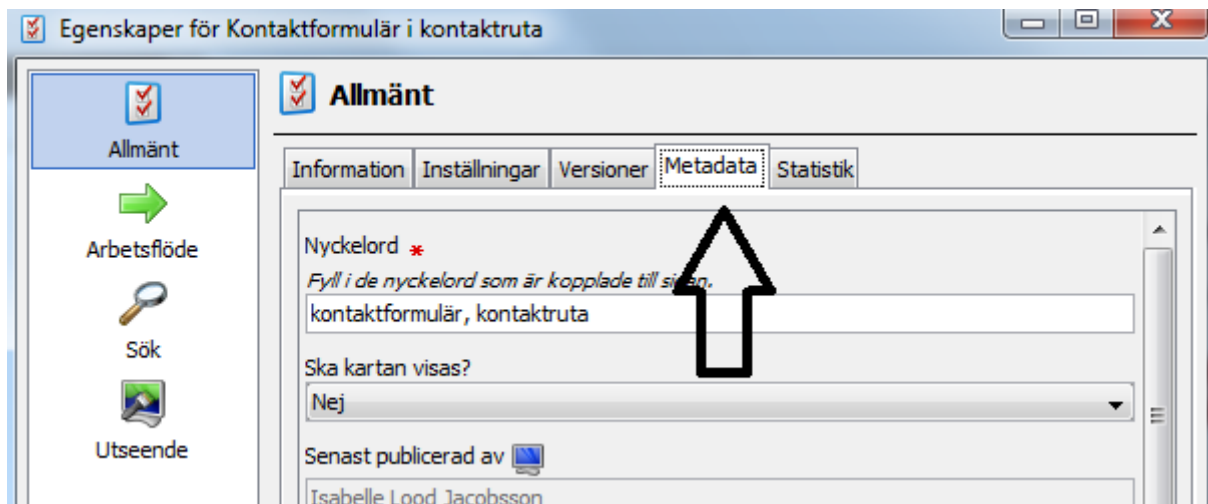 Egenskaper för Kontaktformulär i kontaktruta
Allmänt
Arbetsflöde
Sök
Utseende
Allmänt
Information Inställningar Versioner Metadata Statistik
Nyckelord *
Fyll i de nyckelord som är kopplade till sidan.
kontaktformulär, kontaktruta
Ska kartan visas?
Nej
Senast publicerad av
Isabelle Lood Jacobsson